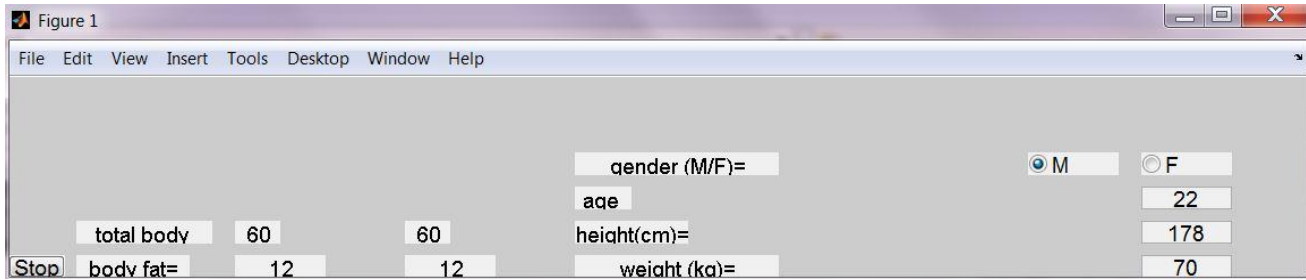 Figure 1
File Edit View Insert Tools Desktop Window Help
gender (M/F)= M F
age 22
total body 60 60 height(cm)= 178
Stop body fat= 12 12 weight (kg)= 70